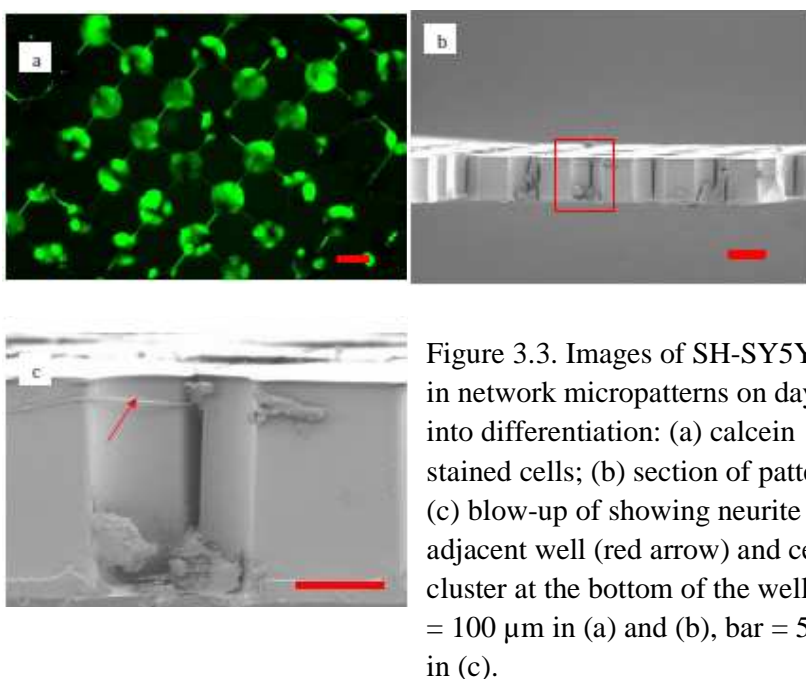 a
b
c
Figure 3.3. Images of SH-SY5Y
in network micropatterns on day
into differentiation: (a) calcein
stained cells; (b) section of patte
(c) blow-up of showing neurite
adjacent well (red arrow) and ce
cluster at the bottom of the well
= 100 µm in (a) and (b), bar = 5
in (c).